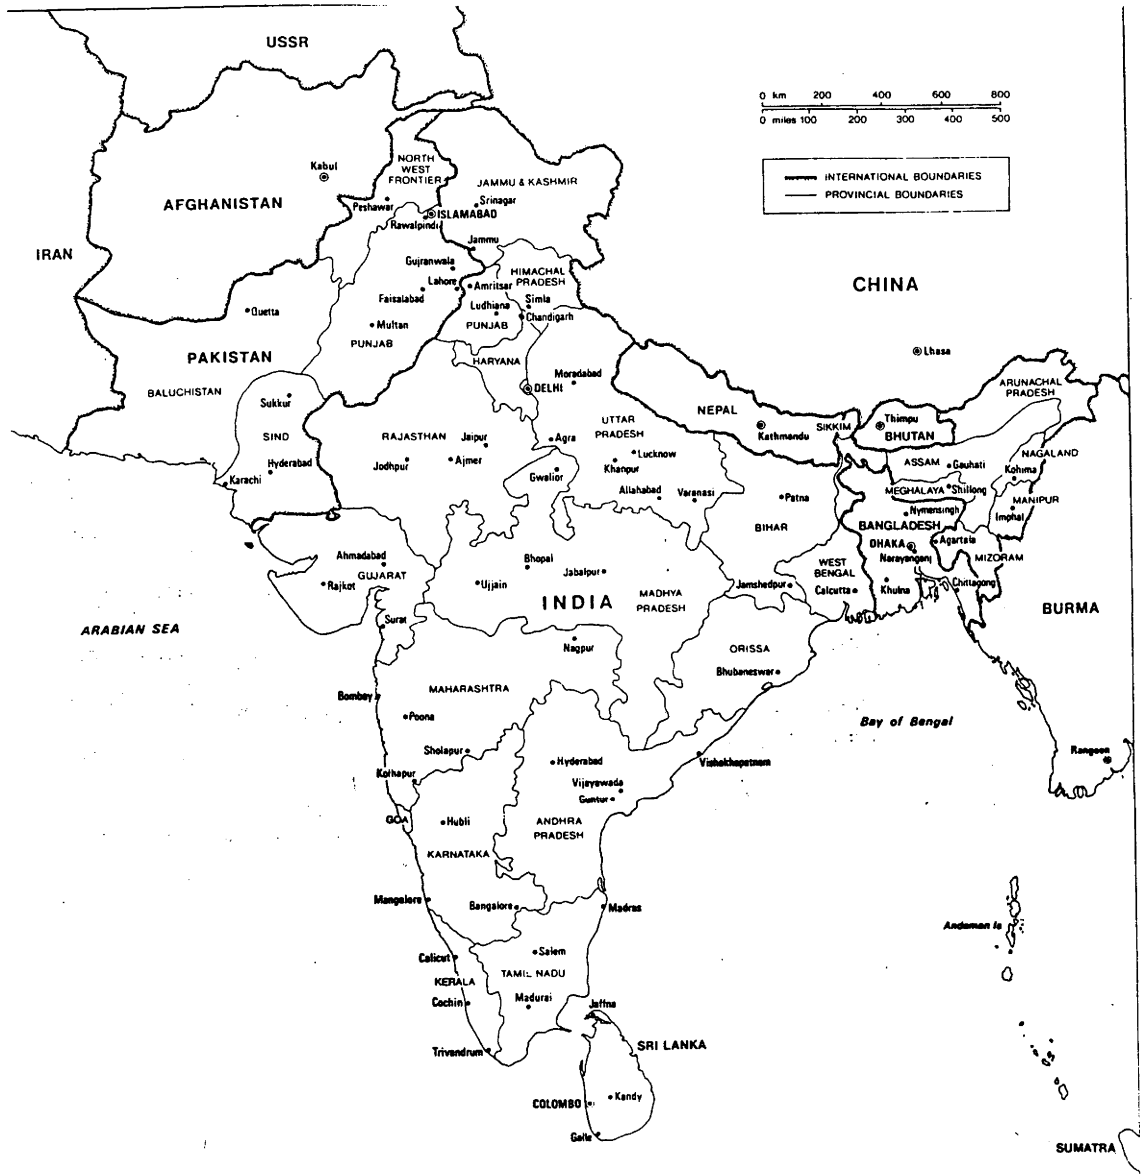 USSR
0 km 200 400 600 800
0 miles 100 200 300 400 500
INTERNATIONAL BOUNDARIES
PROVINCIAL BOUNDARIES
NORTH
WEST
FRONTIER
Kabul
AFGHANISTAN
JAMMU & KASHMIR
Srinagar
Peshawar
ISLAMABAD
Rawalpindi
IRAN
Jammu
Gujranwala
HIMACHAL
PRADESH
Lahore
Amritsar
CHINA
Faisalabad
Simla
Ludhiana
Quetta
Chandigarh
Multan
PUNJAB
PUNJAB
PAKISTAN
Lhasa
HARYANA
BALUCHISTAN
DELHI
Moradabad
ARUNACHAL
PRADESH
Sukkur
NEPAL
Thimpu
SIND
RAJASTHAN
UTTAR
PRADESH
SIKKIM
BHUTAN
Kathmandu
Jaipur
Agra
NAGALAND
Hyderabad
Jodhpur
Ajmer
Lucknow
Khanpur
ASSAM
Gauhati
Kohima
Karachi
Gwalior
MEGHALAYA
Shillong
Allahabad
Varanasi
Patna
MANIPUR
Nymensingh
Imphal
BIHAR
BANGLADESH
DHAKA
Agartala
Narayanganj
MIZORAM
Ahmadabad
Bhopal
WEST
BENGAL
GUJARAT
Rajkot
Ujjain
Jabalpur
Jamshedpur
Calcutta
Khulna
Chittagong
INDIA
MADHYA
PRADESH
BURMA
ARABIAN SEA
Surat
Nagpur
ORISSA
Bhubaneswar
MAHARASHTRA
Bombay
Poona
Bay of Bengal
Sholapur
Hyderabad
Vishakhapatnam
Rangoon
Kolhapur
Vijayawada
Guntur
GOA
Hubli
ANDHRA
PRADESH
KARNATAKA
Mangalore
Bangalore
Madras
Andaman Is
Calicut
Salem
TAMIL NADU
KERALA
Cochin
Madurai
Jaffna
Trivandrum
SRI LANKA
COLOMBO
Kandy
Galle
SUMATRA